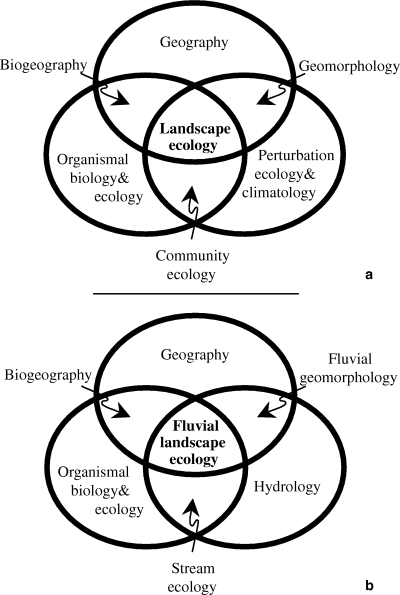 Geography
Biogeography
Geomorphology
Landscape
ecology
Organismal
biology&
ecology
Perturbation
ecology&
climatology
Community
ecology
a
Geography
Biogeography
Fluvial
geomorphology
Fluvial
landscape
ecology
Organismal
biology&
ecology
Hydrology
Stream
ecology
b